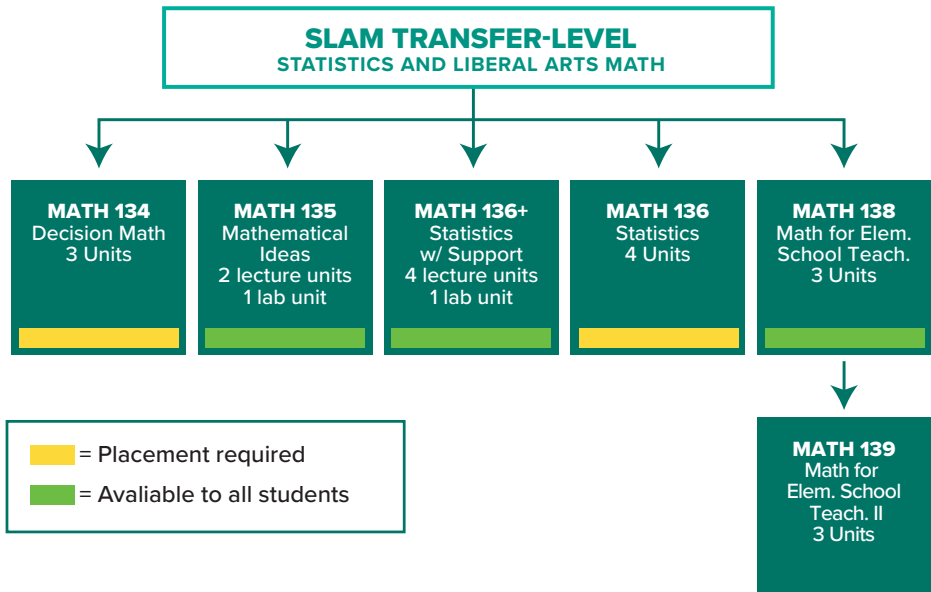 SLAM TRANSFER-LEVEL
STATISTICS AND LIBERAL ARTS MATH
MATH 134
Decision Math
3 Units
MATH 135
Mathematical
Ideas
2 lecture units
1 lab unit
MATH 136+
Statistics
w/ Support
4 lecture units
1 lab unit
MATH 136
Statistics
4 Units
MATH 138
Math for Elem.
School Teach.
3 Units
= Placement required
= Avaliable to all students
MATH 139
Math for
Elem. School
Teach. II
3 Units